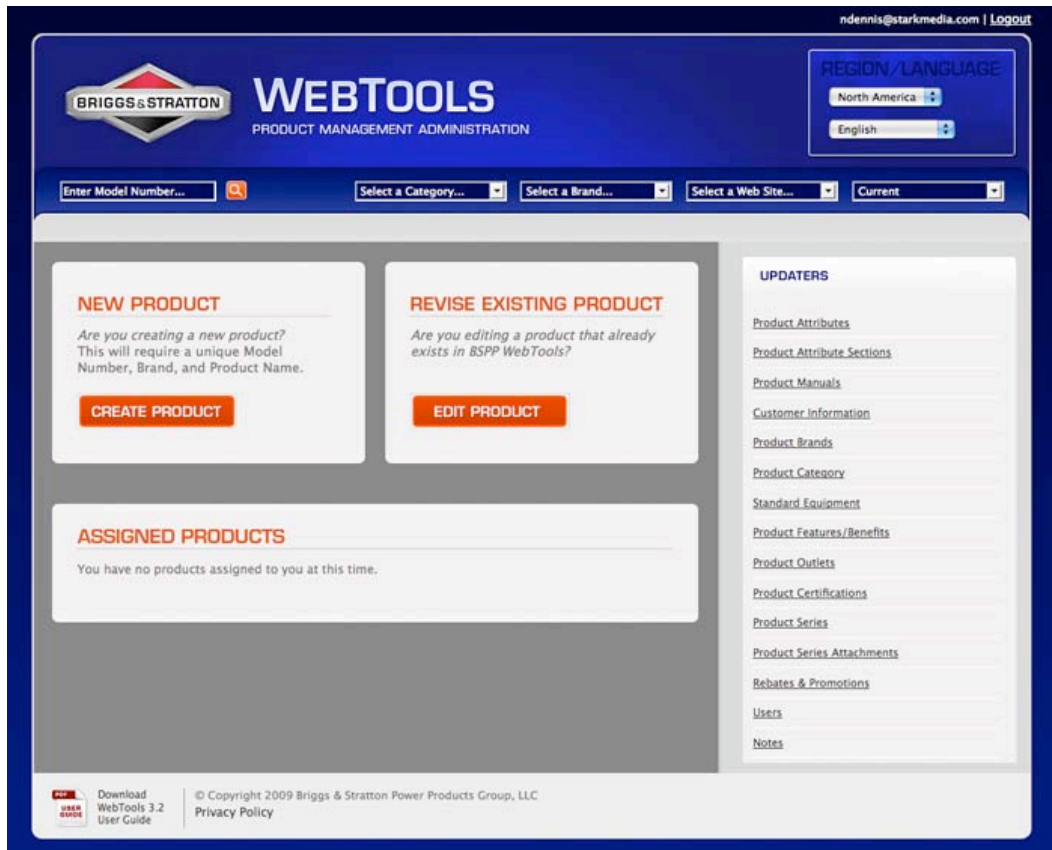 ndennis@starkmedia.com | Logout
BRIGGS&STRATTON
WEBTOOLS
PRODUCT MANAGEMENT ADMINISTRATION
REGION/LANGUAGE
North America
English
Enter Model Number...
Select a Category...
Select a Brand...
Select a Web Site...
Current
NEW PRODUCT
Are you creating a new product?
This will require a unique Model
Number, Brand, and Product Name.
CREATE PRODUCT
REVISE EXISTING PRODUCT
Are you editing a product that already
exists in BSPP WebTools?
EDIT PRODUCT
ASSIGNED PRODUCTS
You have no products assigned to you at this time.
UPDATERS
Product Attributes
Product Attribute Sections
Product Manuals
Customer Information
Product Brands
Product Category
Standard Equipment
Product Features/Benefits
Product Outlets
Product Certifications
Product Series
Product Series Attachments
Rebates & Promotions
Users
Notes
PDF
USER
GUIDE
Download
WebTools 3.2
User Guide
© Copyright 2009 Briggs & Stratton Power Products Group, LLC
Privacy Policy